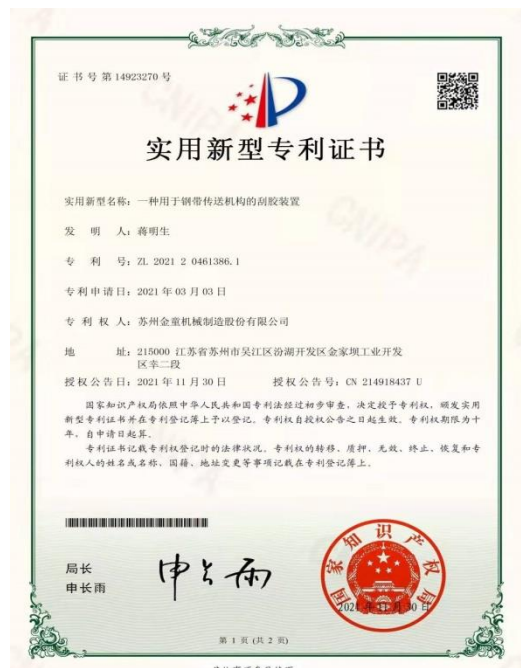 证书号第14923270号
实用新型专利证书
实用新型名称：一种用于钢带传送机构的刮胶装置
发 明 人：蒋明生
专 利 号：ZL 2021 2 0461386.1
专利申请日：2021年03月03日
专 利 权 人：苏州金童机械制造股份有限公司
地 址：215000 江苏省苏州市吴江区汾湖开发区金家坝工业开发
区幸二段
授权公告日：2021年11月30日 授权公告号：CN 214918437 U
国家知识产权局依照中华人民共和国专利法经过初步审查，决定授予专利权，颁发实用
新型专利证书并在专利登记簿上予以登记。专利权自授权公告之日起生效。专利权期限为十
年，自申请日起算。
专利证书记载专利权登记时的法律状况。专利权的转移、质押、无效、终止、恢复和专
利权人的姓名或名称、国籍、地址变更等事项记载在专利登记簿上。
局长
申长雨
申长雨
国家知识产权局
2021年11月30日
第 1 页 (共 2 页)
CNIPA
CNIPA